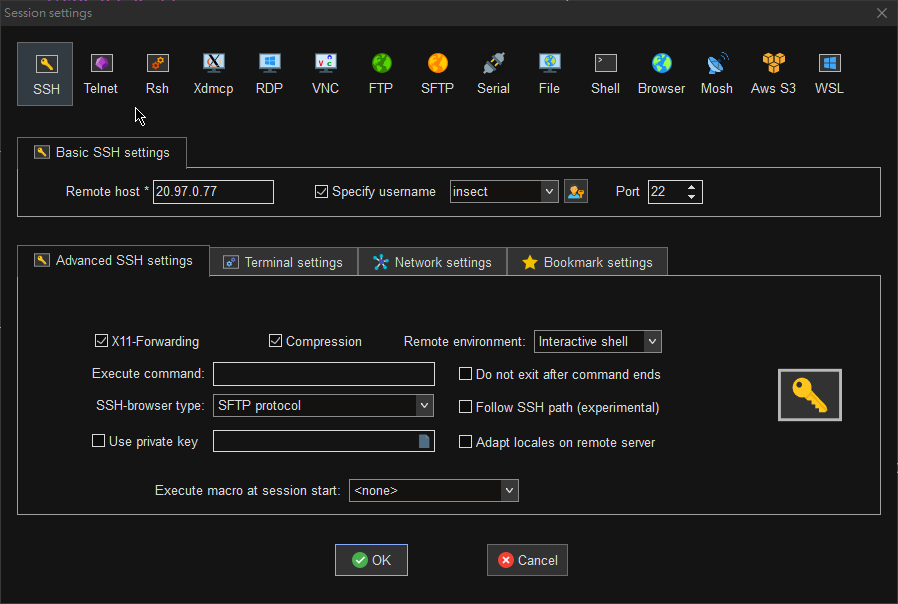 Session settings
SSH Telnet Rsh Xdmcp RDP VNC FTP SFTP Serial File Shell Browser Mosh Aws S3 WSL
Basic SSH settings
Remote host * 20.97.0.77 Specify username insect Port 22
Advanced SSH settings Terminal settings Network settings Bookmark settings
X11-Forwarding Compression Remote environment: Interactive shell
Execute command: Do not exit after command ends
SSH-browser type: SFTP protocol Follow SSH path (experimental)
Use private key Adapt locales on remote server
Execute macro at session start: <none>
OK Cancel